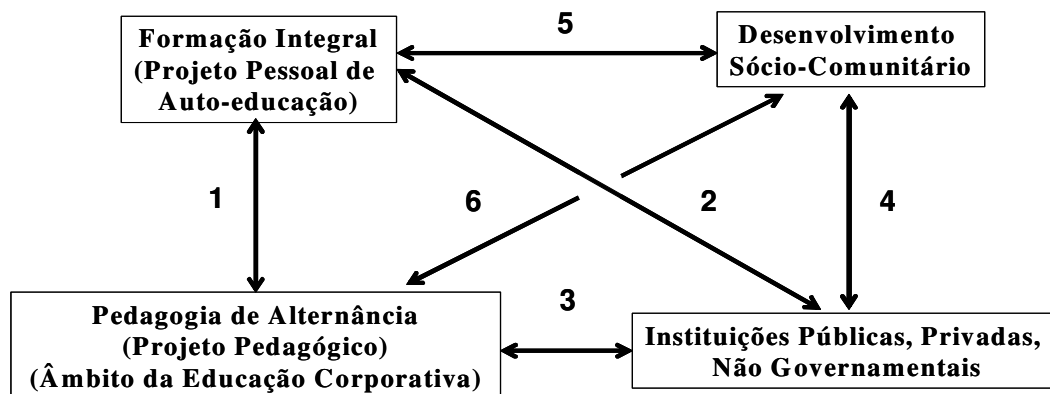 5
Formação Integral
(Projeto Pessoal de
Auto-educação)
Desenvolvimento
Sócio-Comunitário
1
6
2
4
3
Pedagogia de Alternância
(Projeto Pedagógico)
(Âmbito da Educação Corporativa)
Instituições Públicas, Privadas,
Não Governamentais